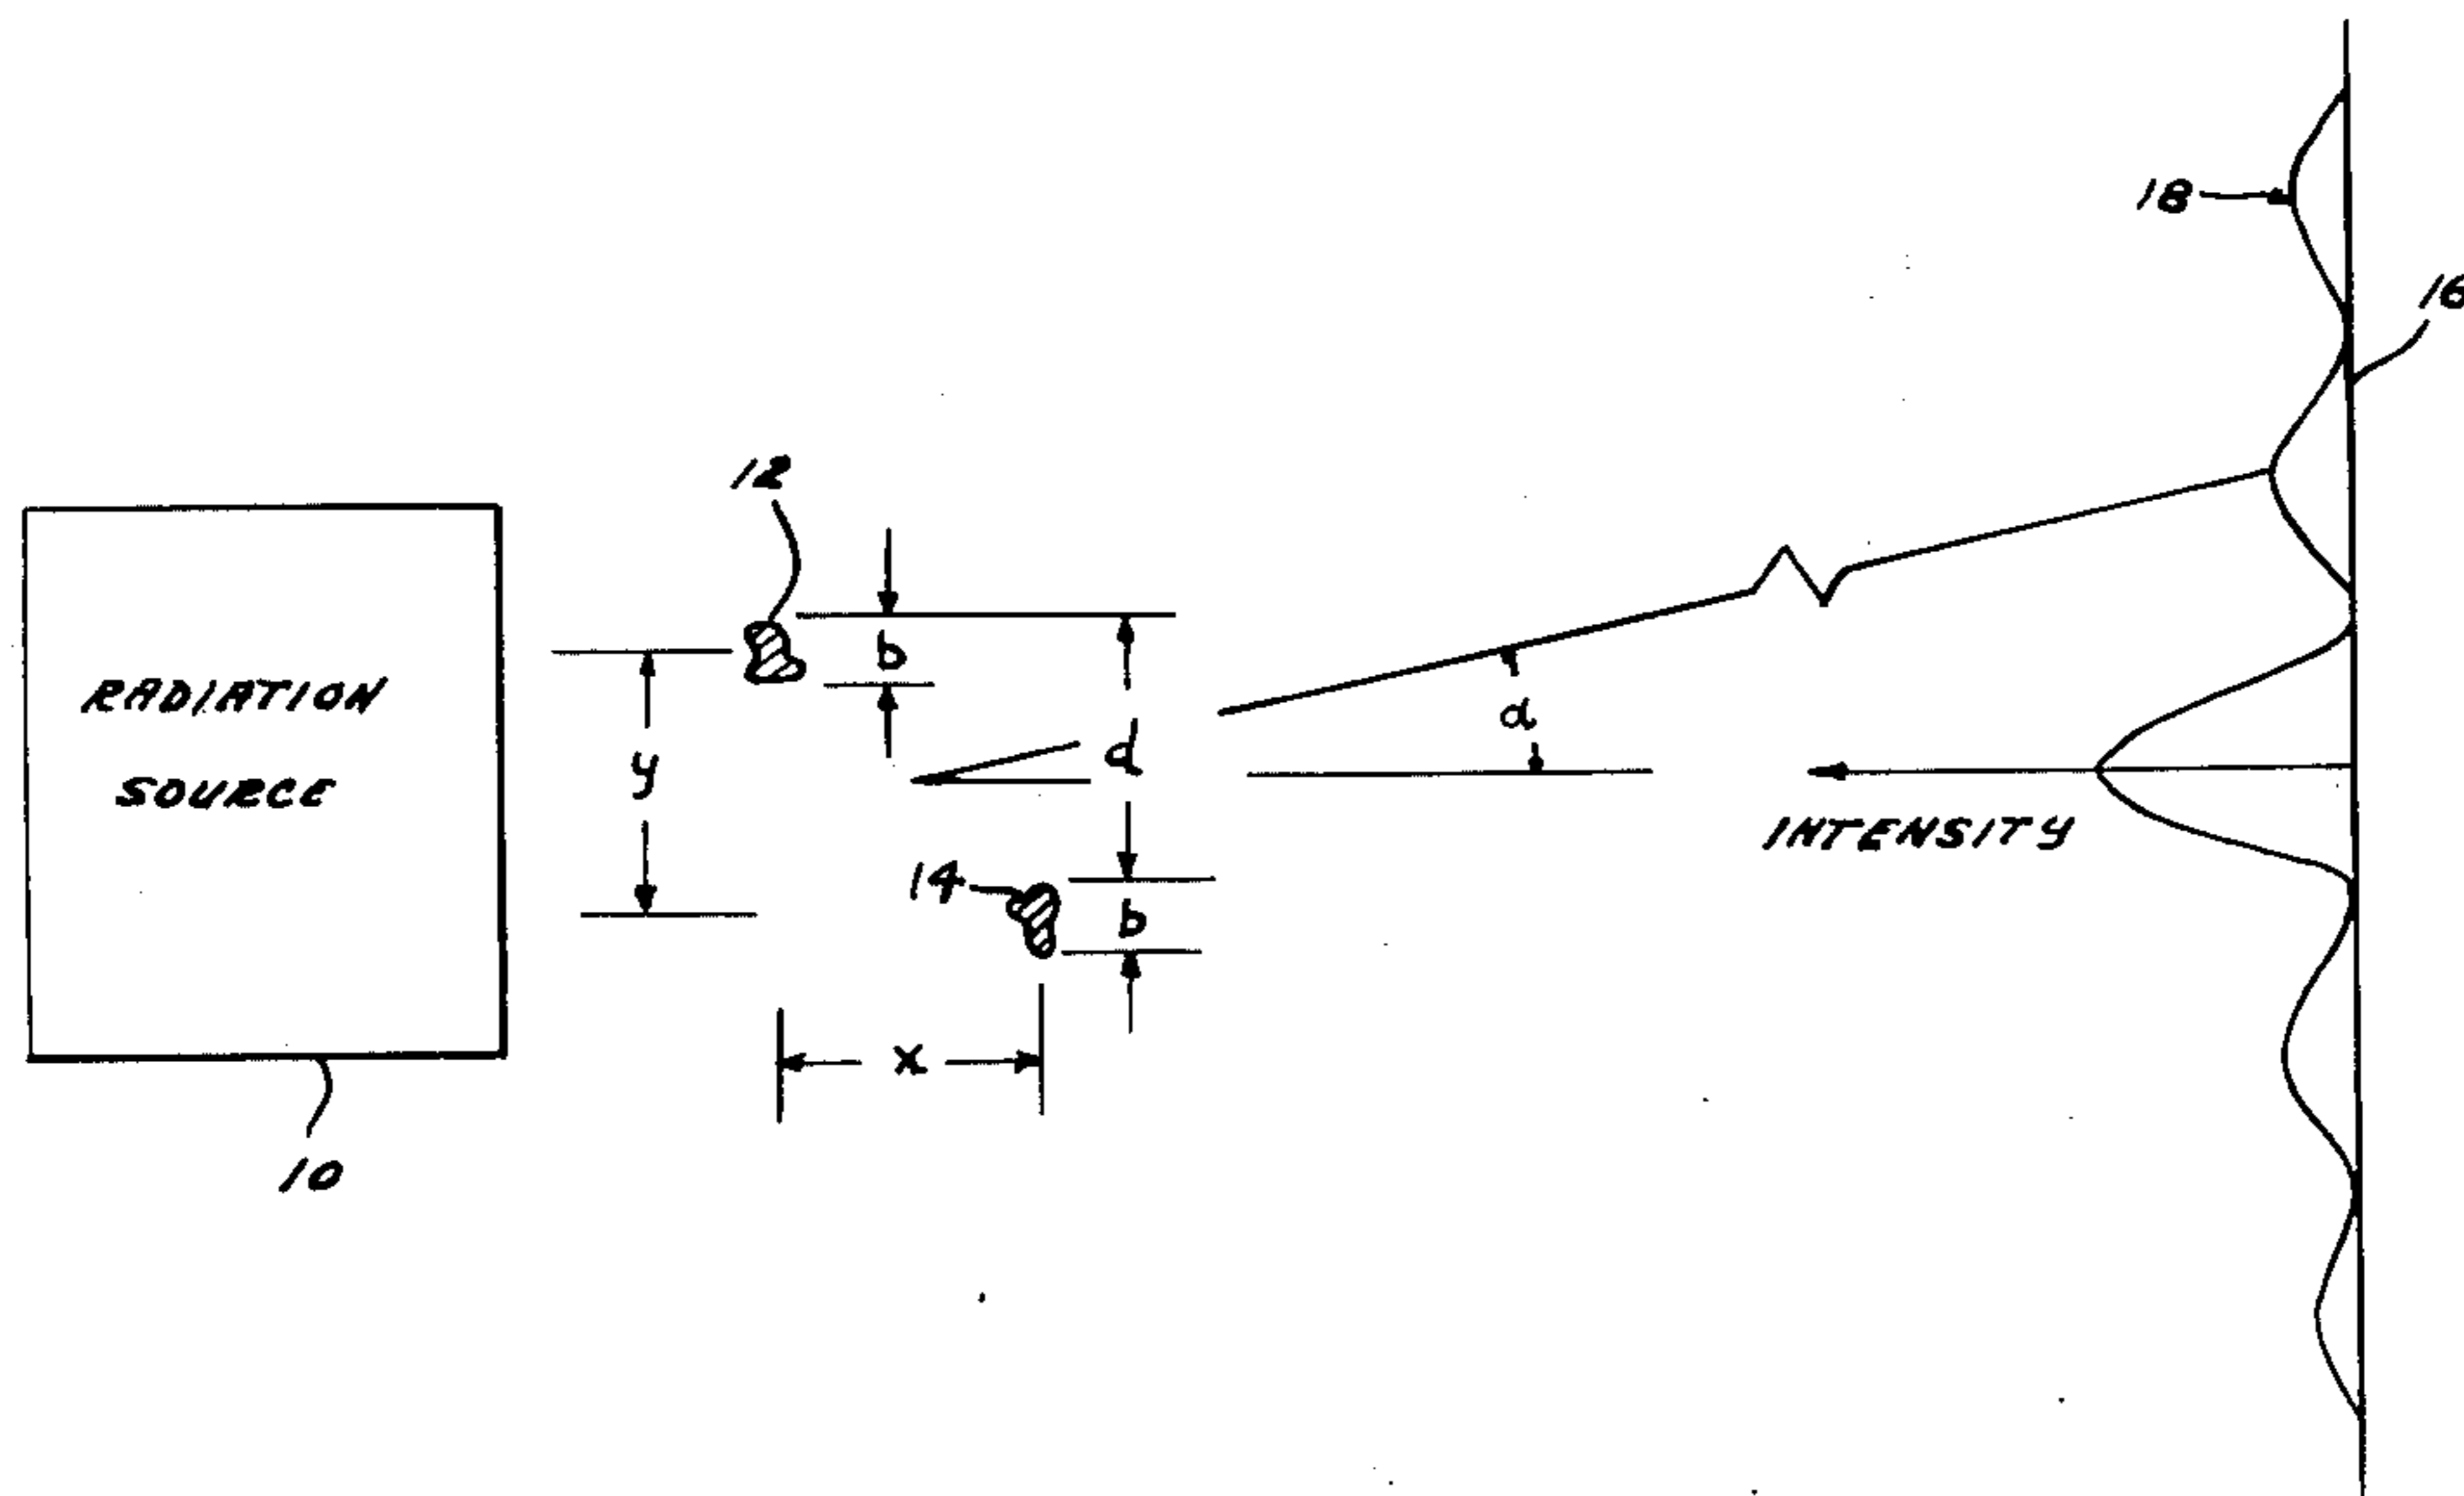 18
16
12
b
RADIATION
SOURCE
y
d
α
INTENSITY
14
b
x
10